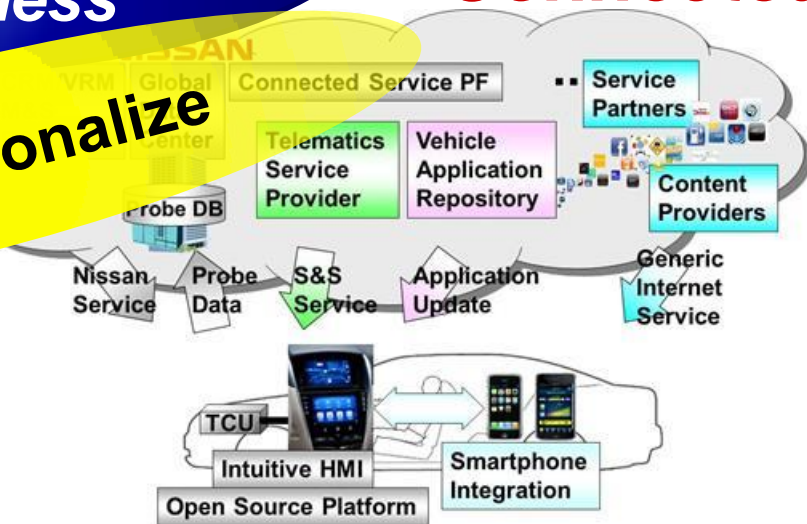 ness
Connected
NISSAN
VRM
Global
Center
Connected Service PF
Service
Partners
onalize
Telematics
Service
Provider
Vehicle
Application
Repository
Content
Providers
Probe DB
Nissan
Service
Probe
Data
S&S
Service
Application
Update
Generic
Internet
Service
TCU
Intuitive HMI
Open Source Platform
Smartphone
Integration